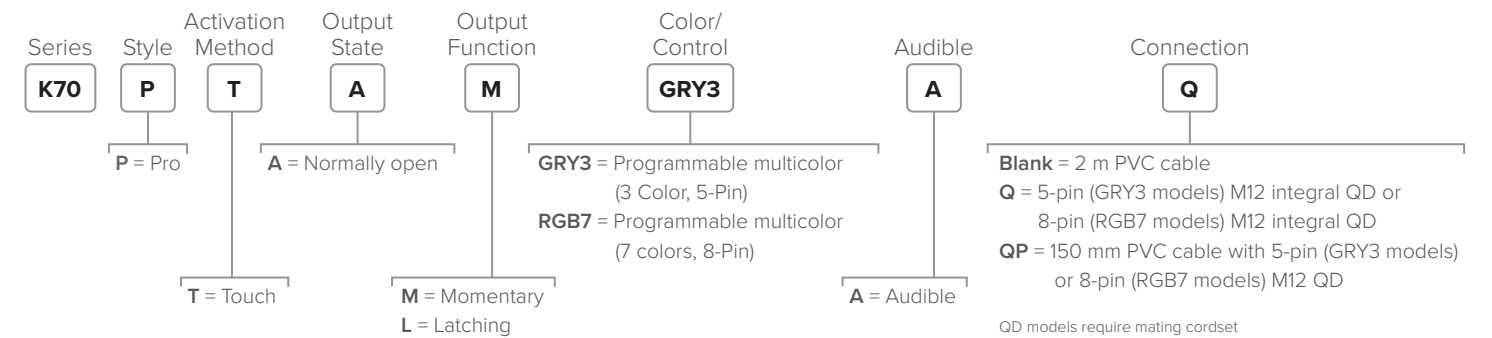 Series
Style
Activation
Method
Output
State
Output
Function
Color/
Control
Audible
Connection
K70
P
T
A
M
GRY3
A
Q
P = Pro
A = Normally open
GRY3 = Programmable multicolor
(3 Color, 5-Pin)
RGB7 = Programmable multicolor
(7 colors, 8-Pin)
Blank = 2 m PVC cable
Q = 5-pin (GRY3 models) M12 integral QD or
8-pin (RGB7 models) M12 integral QD
QP = 150 mm PVC cable with 5-pin (GRY3 models)
or 8-pin (RGB7 models) M12 QD
T = Touch
M = Momentary
L = Latching
A = Audible
QD models require mating cordset